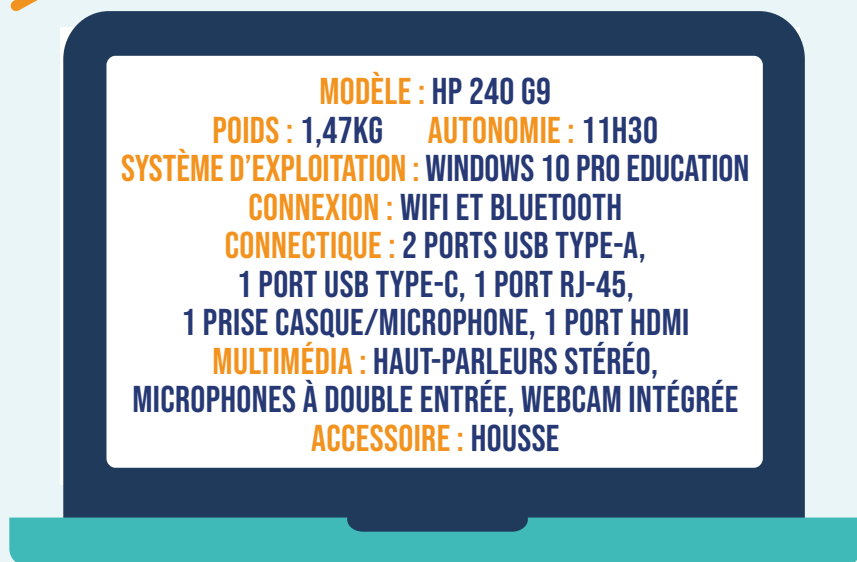 MODÈLE : HP 240 G9
POIDS : 1,47KG AUTONOMIE : 11H30
SYSTÈME D'EXPLOITATION : WINDOWS 10 PRO EDUCATION
CONNEXION : WIFI ET BLUETOOTH
CONNECTIQUE : 2 PORTS USB TYPE-A,
1 PORT USB TYPE-C, 1 PORT RJ-45,
1 PRISE CASQUE/MICROPHONE, 1 PORT HDMI
MULTIMÉDIA : HAUT-PARLEURS STÉRÉO,
MICROPHONES À DOUBLE ENTRÉE, WEBCAM INTÉGRÉE
ACCESSOIRE : HOUSSE